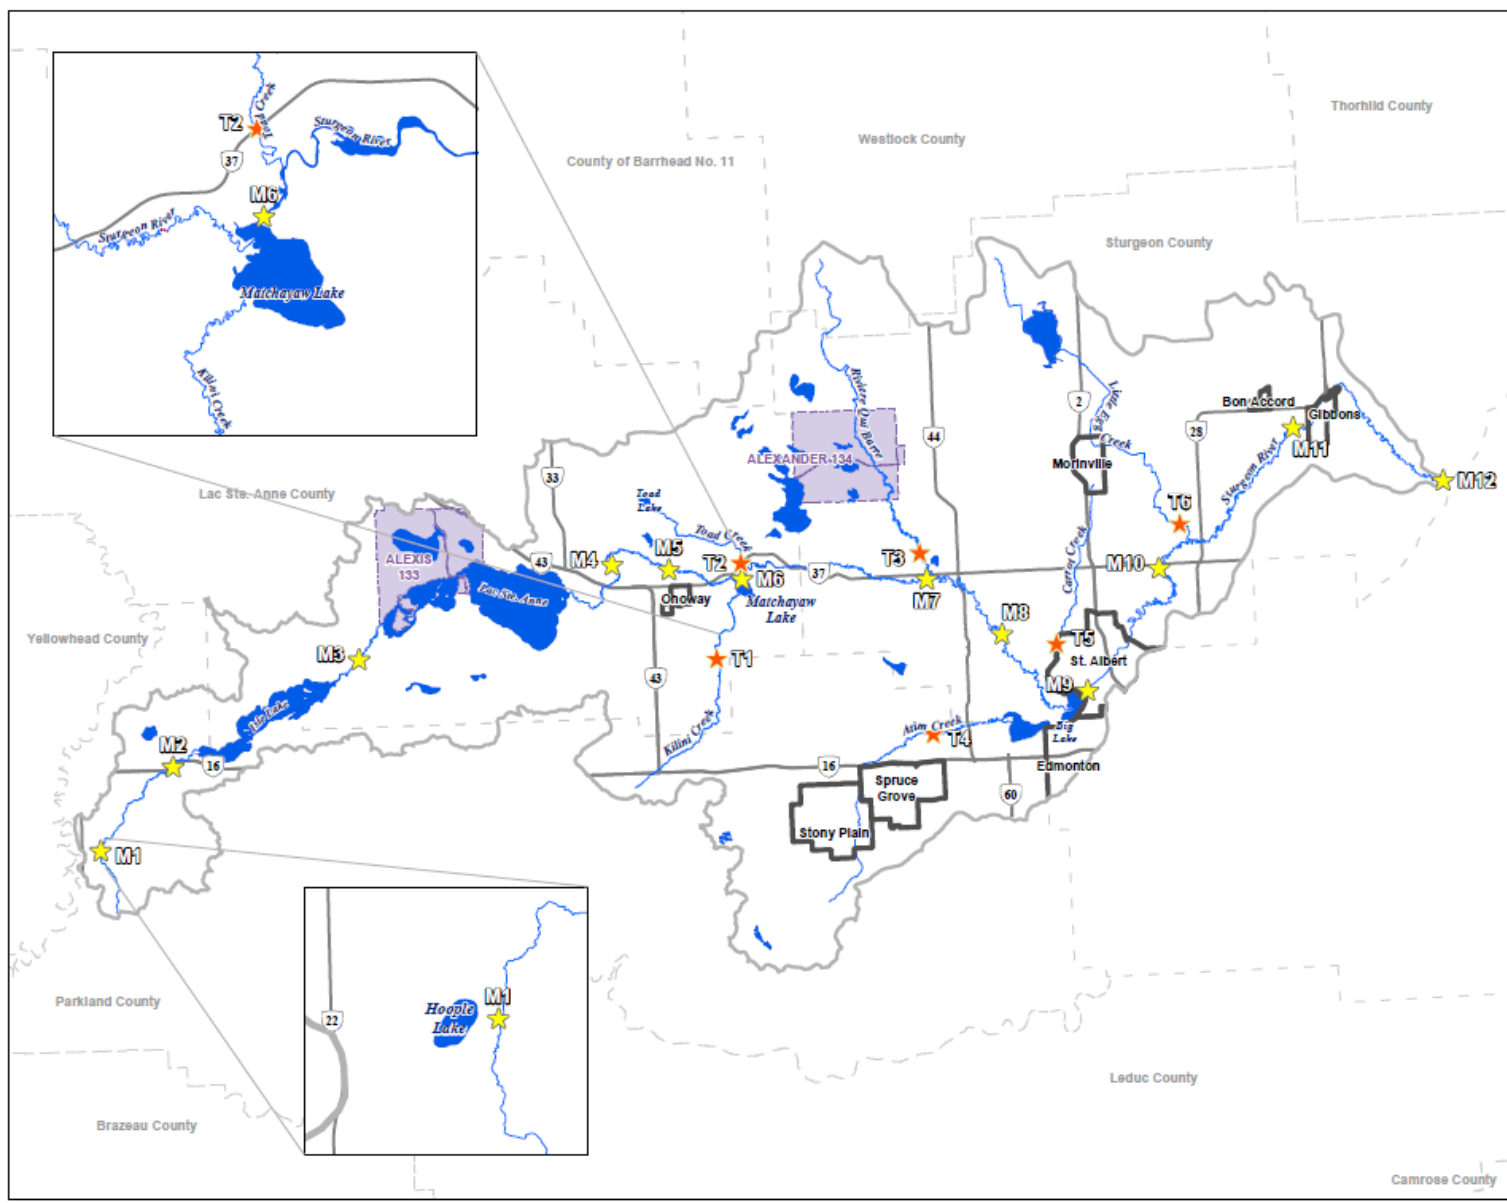 Thorhild County
Westlock County
County of Barrhead No. 11
Sturgeon County
T2
Toad Creek
Sturgeon River
37
M6
Sturgeon River
Matchayaw Lake
Kilini Creek
Riviere Qui Barre
Little Egg
Creek
2
Bon Accord
Gibbons
44
28
M11
Morinville
ALEXANDER 134
Sturgeon River
33
M12
Lac Ste. Anne County
Toad
Lake
T6
Toad Creek
ALEXIS
133
43
M4
M5
T2
T3
Carrot Creek
M10
M6
37
Lac Ste. Anne
Onoway
Matchayaw
Lake
M7
M8
Yellowhead County
M3
T1
T5
St. Albert
43
M9
Isle Lake
Kilini Creek
Atim Creek
T4
Big
Lake
M2
16
16
Edmonton
Spruce
Grove
60
Stony Plain
M1
M1
Hoople
Lake
22
Parkland County
Leduc County
Brazeau County
Camrose County